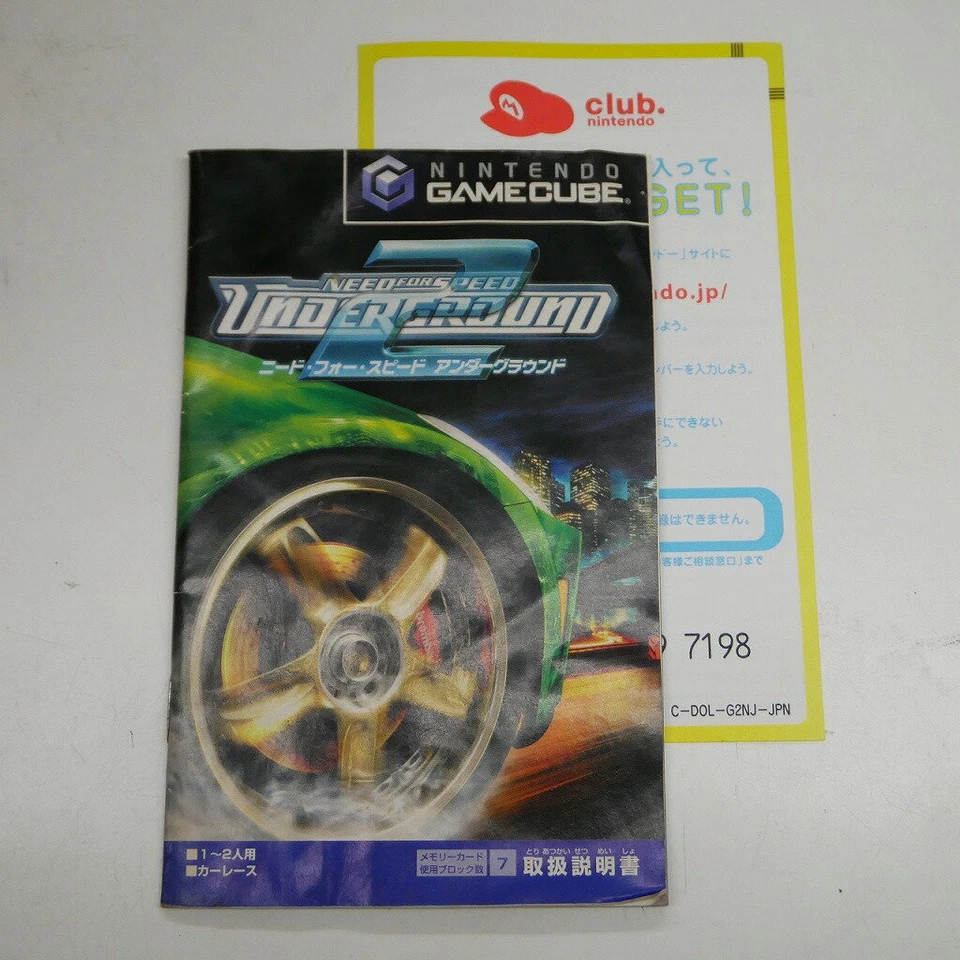 club.
nintendo
入って、
GET!
ドー」サイトに
ndo.jp/
しよう。
ンバーを入力しよう。
手にできない
う。
録はできません。
客様ご相談窓口」まで
9 7198
C-DOL-G2NJ-JPN
NINTENDO
GAMECUBE®
NEED FOR SPEED
UNDERGROUND
2
ニード・フォー・スピード アンダーグラウンド
brembo
■1〜2人用
■カーレース
メモリーカード
使用ブロック数
7
とり あつかい せつ めい しょ
取扱説明書